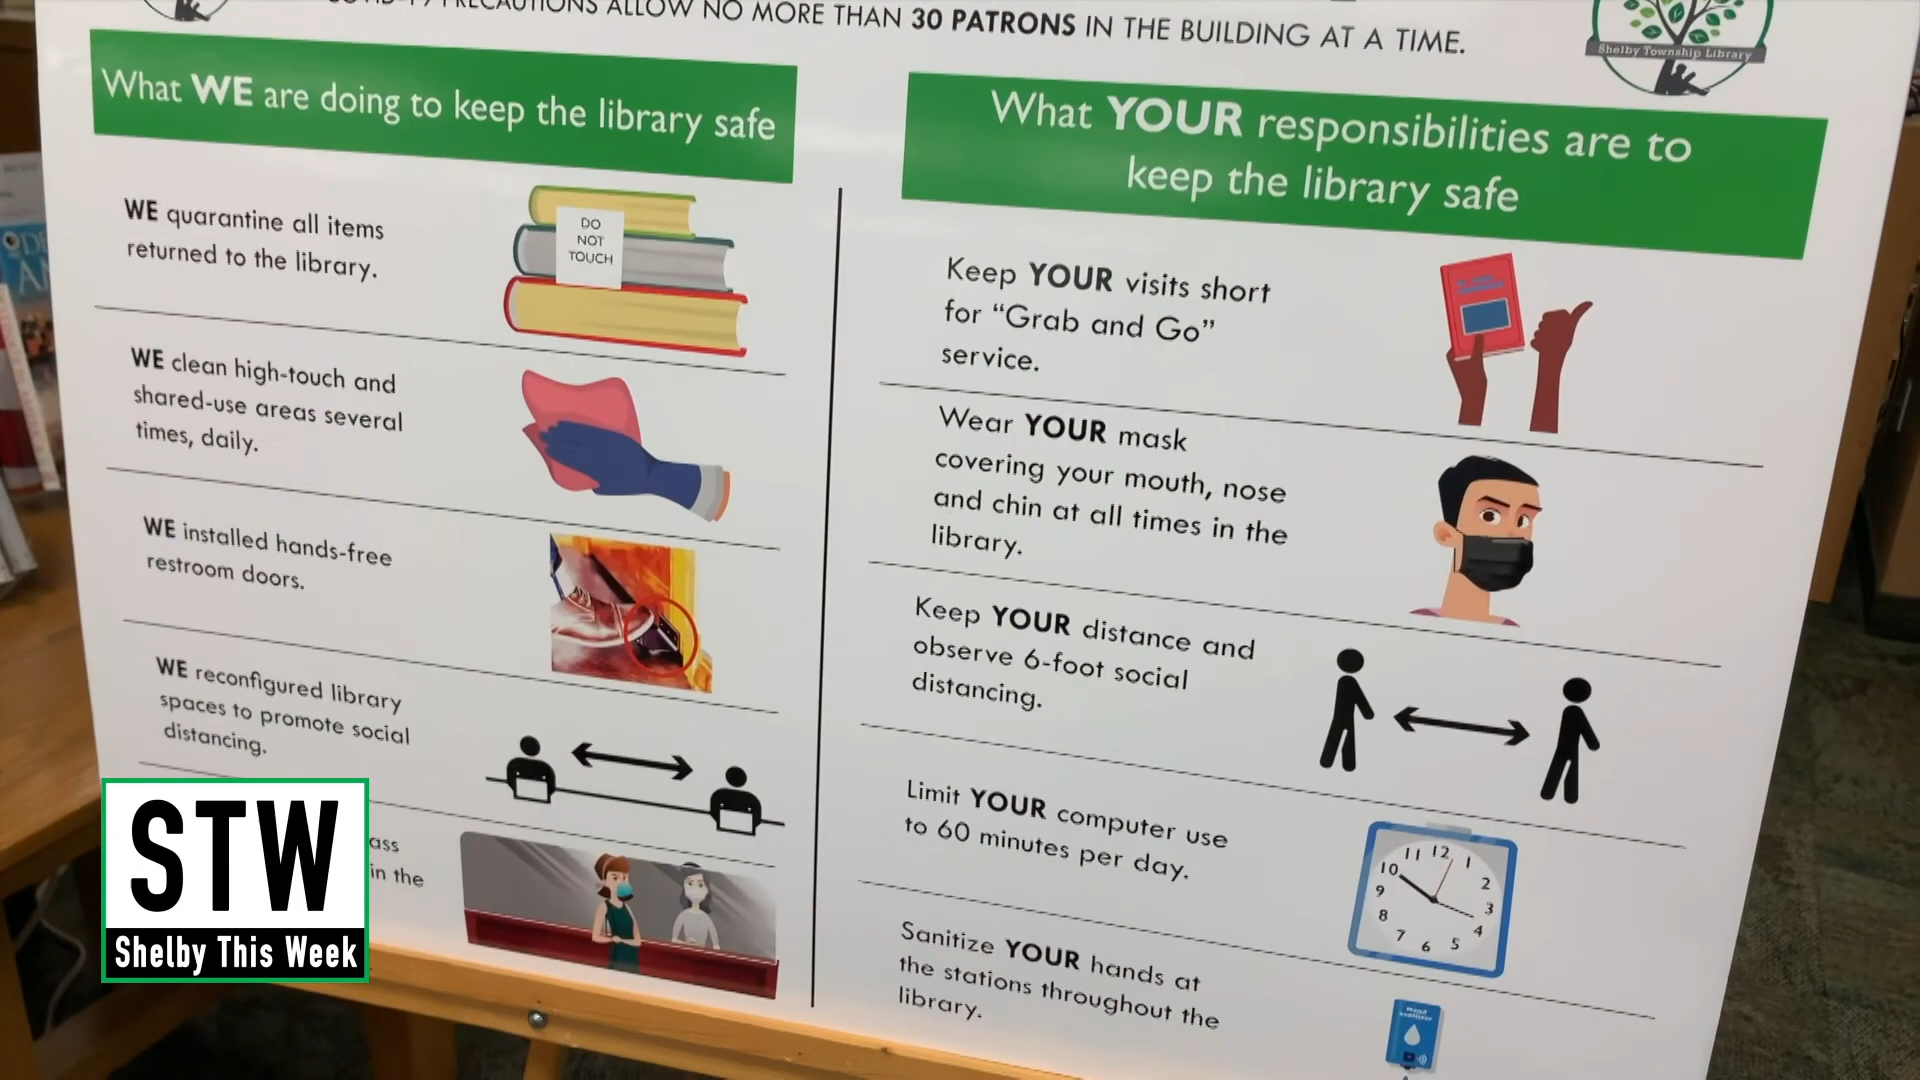 PRECAUTIONS ALLOW NO MORE THAN 30 PATRONS IN THE BUILDING AT A TIME.
Shelby Township Library
What WE are doing to keep the library safe
WE quarantine all items
returned to the library.
DO
NOT
TOUCH
WE clean high-touch and
shared-use areas several
times, daily.
WE installed hands-free
restroom doors.
WE reconfigured library
spaces to promote social
distancing.
in the
What YOUR responsibilities are to
keep the library safe
Keep YOUR visits short
for “Grab and Go”
service.
Wear YOUR mask
covering your mouth, nose
and chin at all times in the
library.
Keep YOUR distance and
observe 6-foot social
distancing.
Limit YOUR computer use
to 60 minutes per day.
11 12 1
10 2
9 3
8 4
7 6 5
Sanitize YOUR hands at
the stations throughout the
library.
Hand
Sanitizer
STW
Shelby This Week